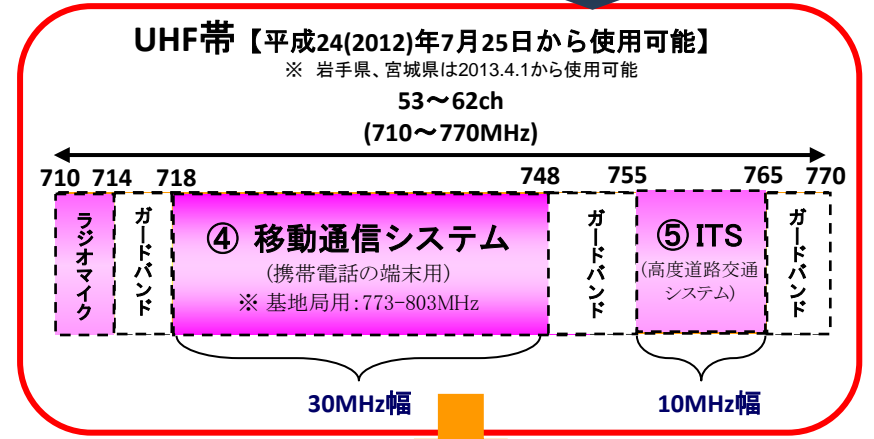 UHF帯【平成24(2012)年7月25日から使用可能】
※ 岩手県、宮城県は2013.4.1から使用可能
53～62ch
(710～770MHz)
710 714 718 748 755 765 770
ラジオマイク
ガードバンド
④ 移動通信システム
(携帯電話の端末用)
※ 基地局用:773-803MHz
ガードバンド
⑤ITS
(高度道路交通
システム)
ガードバンド
30MHz幅
10MHz幅